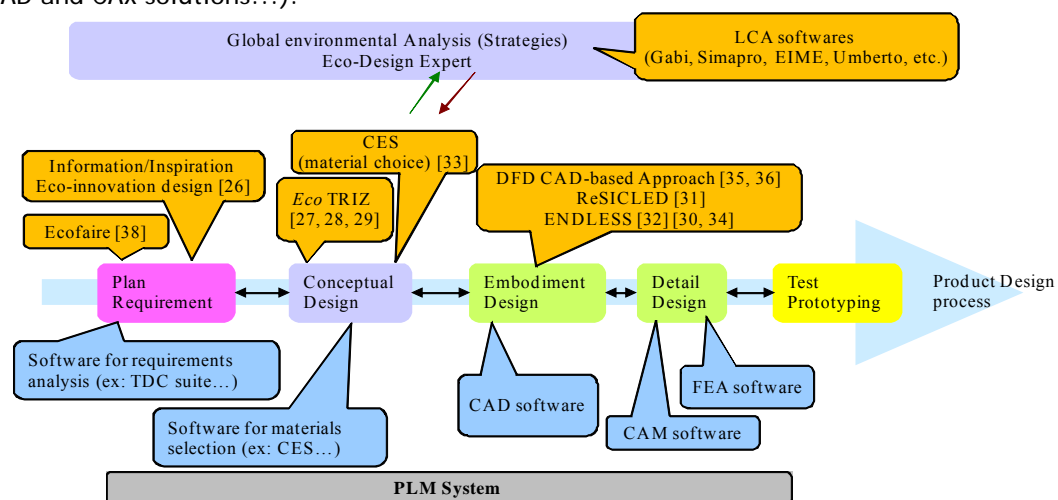 AD and CAx solutions…).
Global environmental Analysis (Strategies)
Eco-Design Expert
LCA softwares
(Gabi, Simapro, EIME, Umberto, etc.)
Information/Inspiration
Eco-innovation design [26]
CES
(material choice) [33]
Eco TRIZ
[27, 28, 29]
DFD CAD-based Approach [35, 36]
ReSICLED [31]
ENDLESS [32] [30, 34]
Ecofaire [38]
Plan
Requirement
Conceptual
Design
Embodiment
Design
Detail
Design
Test
Prototyping
Product Design
process
Software for requirements
analysis (ex: TDC suite…)
Software for materials
selection (ex: CES…)
CAD software
CAM software
FEA software
PLM System